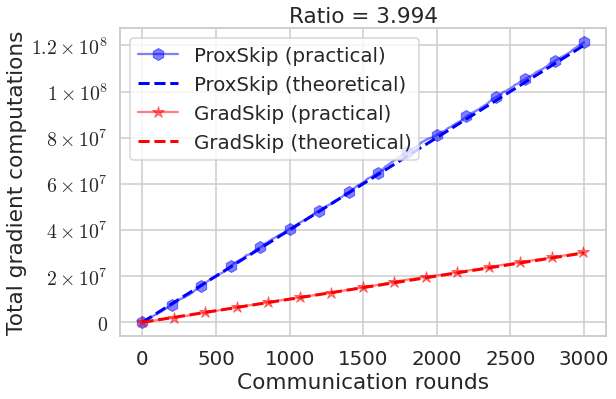 Ratio = 3.994
Total gradient computations
1.2 × 10⁸
1 × 10⁸
8 × 10⁷
6 × 10⁷
4 × 10⁷
2 × 10⁷
0
ProxSkip (practical)
ProxSkip (theoretical)
GradSkip (practical)
GradSkip (theoretical)
0 500 1000 1500 2000 2500 3000
Communication rounds